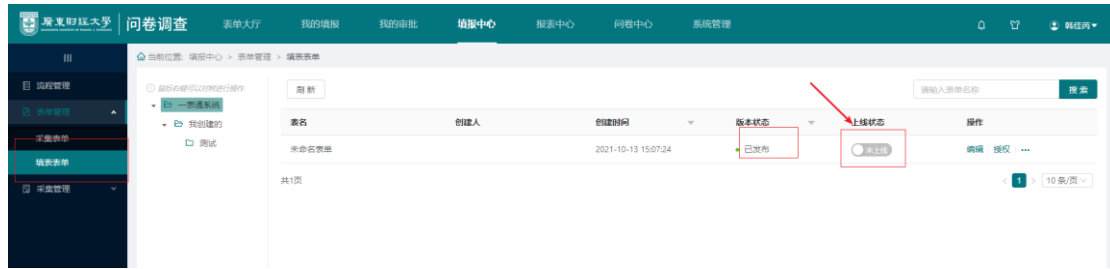 廣東財經大學 问卷调查 表单大厅 我的填报 我的审批 填报中心 报表中心 问卷中心 系统管理 韩佳芮
当前位置: 填报中心 > 表单管理 > 填表表单
流程管理
表单管理
采集表单
填表表单
采集管理
鼠标右键可以对树进行操作
一表通系统
我创建的
测试
刷新 请输入表单名称 搜索
表名 创建人 创建时间 版本状态 上线状态 操作
未命名表单 2021-10-13 15:07:24 已发布 未上线 编辑 授权 ...
共1页 < 1 > 10 条/页